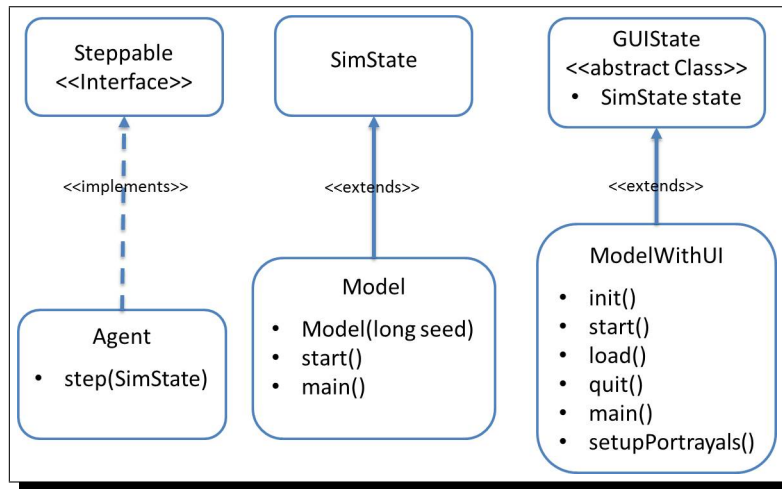 Steppable
<<Interface>>
<<implements>>
Agent
• step(SimState)
SimState
<<extends>>
Model
• Model(long seed)
• start()
• main()
GUIState
<<abstract Class>>
• SimState state
<<extends>>
ModelWithUI
• init()
• start()
• load()
• quit()
• main()
• setupPortrayals()